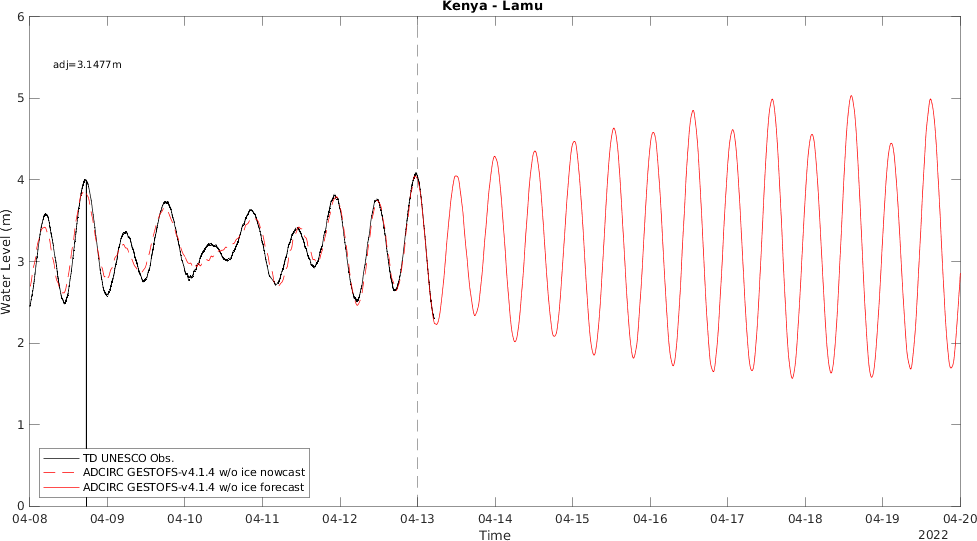 Kenya - Lamu
adj=3.1477m
Water Level (m)
6
5
4
3
2
1
0
TD UNESCO Obs.
ADCIRC GESTOFS-v4.1.4 w/o ice nowcast
ADCIRC GESTOFS-v4.1.4 w/o ice forecast
04-08 04-09 04-10 04-11 04-12 04-13 04-14 04-15 04-16 04-17 04-18 04-19 04-20
Time
2022